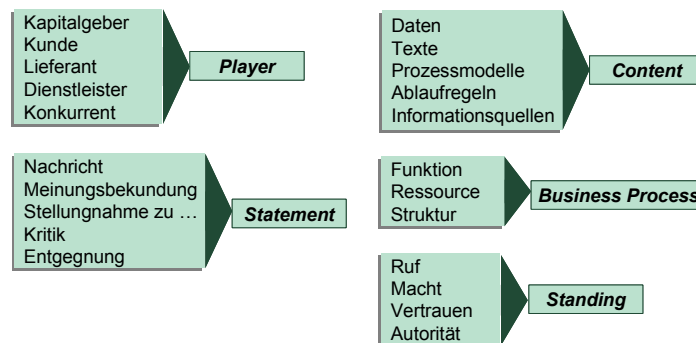 Kapitalgeber
Kunde
Lieferant
Dienstleister
Konkurrent
Player
Nachricht
Meinungsbekundung
Stellungnahme zu …
Kritik
Entgegnung
Statement
Daten
Texte
Prozessmodelle
Ablaufregeln
Informationsquellen
Content
Funktion
Ressource
Struktur
Business Process
Ruf
Macht
Vertrauen
Autorität
Standing